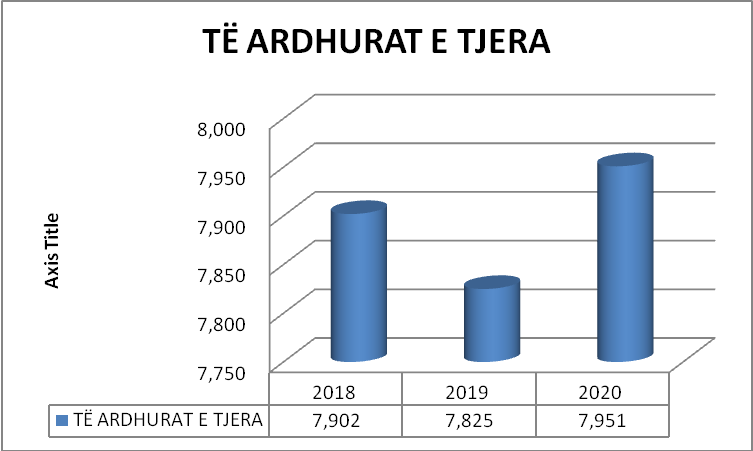 TË ARDHURAT E TJERA
8,000
7,950
7,900
7,850
7,800
7,750
Axis Title
2018 2019 2020
TË ARDHURAT E TJERA 7,902 7,825 7,951